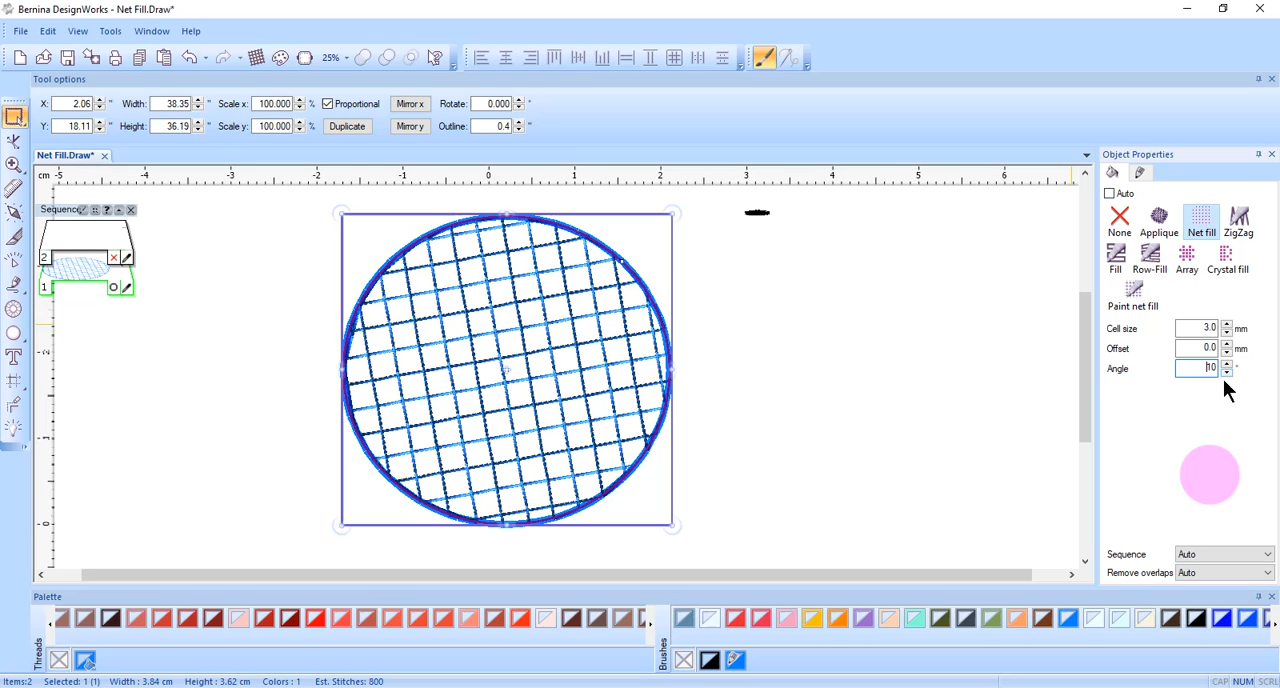 Bernina DesignWorks - Net Fill.Draw*
File Edit View Tools Window Help
25%
Tool options
X: 2.06 " Width: 38.35 " Scale x: 100.000 % Proportional Mirror x Rotate: 0.000 °
Y: 18.11 " Height: 36.19 " Scale y: 100.000 % Duplicate Mirror y Outline: 0.4 "
Net Fill.Draw*
Object Properties
cm -5 -4 -3 -2 -1 0 1 2 3 4 5 6
Auto
Sequence
None Applique Net fill ZigZag
2
Fill Row-Fill Array Crystal fill
1
Paint net fill
Cell size 3.0 mm
Offset 0.0 mm
-2
Angle 10 °
-1
-0
Sequence Auto
Remove overlaps Auto
Palette
Threads
Brushes
Items:2 Selected: 1 (1) Width : 3.84 cm Height : 3.62 cm Colors : 1 Est. Stitches: 800 CAP NUM SCRL